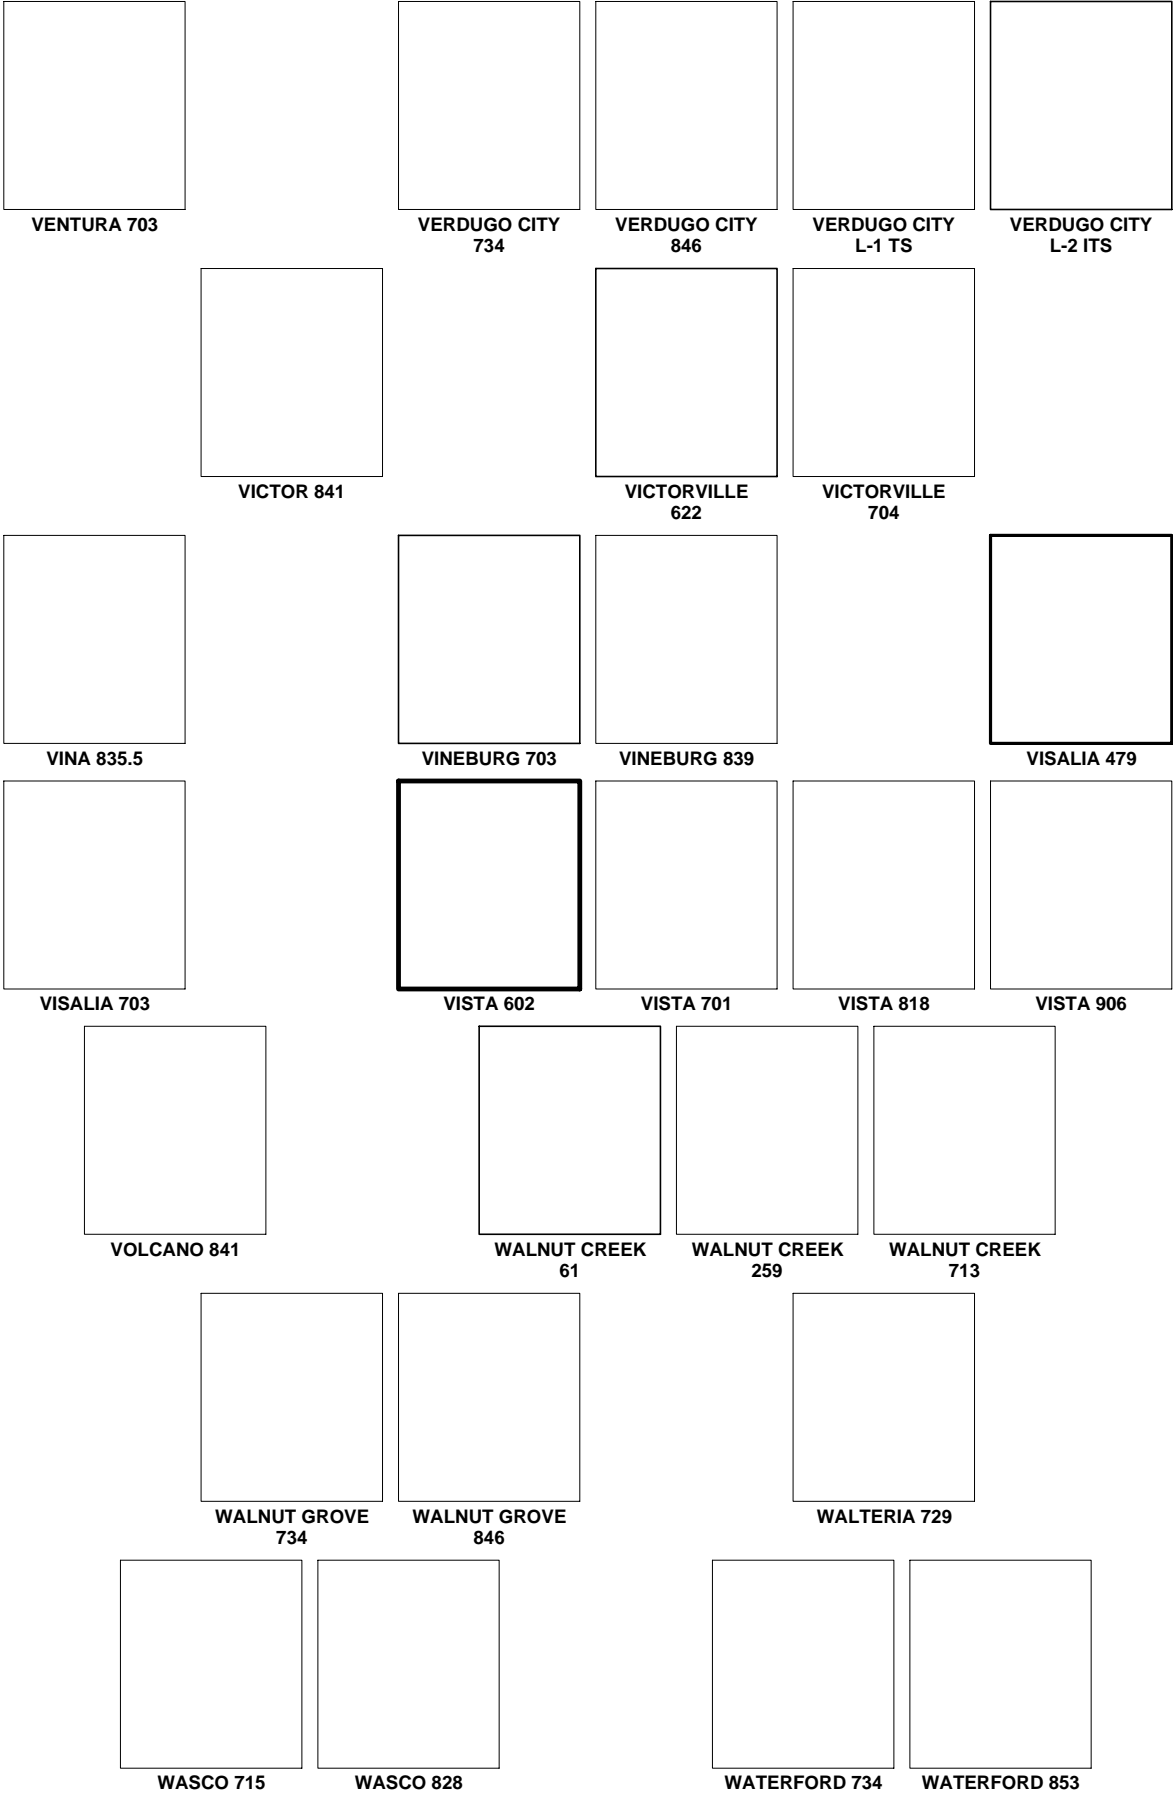 VENTURA 703
VERDUGO CITY
734
VERDUGO CITY
846
VERDUGO CITY
L-1 TS
VERDUGO CITY
L-2 ITS
VICTOR 841
VICTORVILLE
622
VICTORVILLE
704
VINA 835.5
VINEBURG 703
VINEBURG 839
VISALIA 479
VISALIA 703
VISTA 602
VISTA 701
VISTA 818
VISTA 906
VOLCANO 841
WALNUT CREEK
61
WALNUT CREEK
259
WALNUT CREEK
713
WALNUT GROVE
734
WALNUT GROVE
846
WALTERIA 729
WASCO 715
WASCO 828
WATERFORD 734
WATERFORD 853